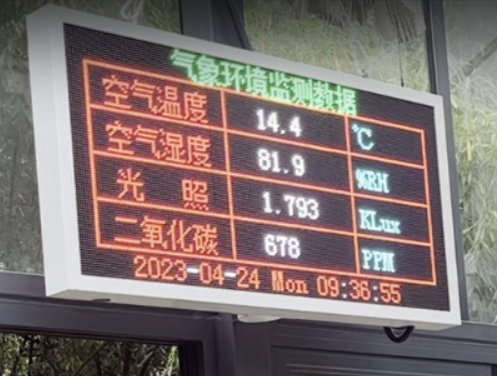 气象环境监测数据
空气温度 14.4 °C
空气湿度 81.9 %RH
光 照 1.793 KLux
二氧化碳 678 PPM
2023-04-24 Mon 09:36:55